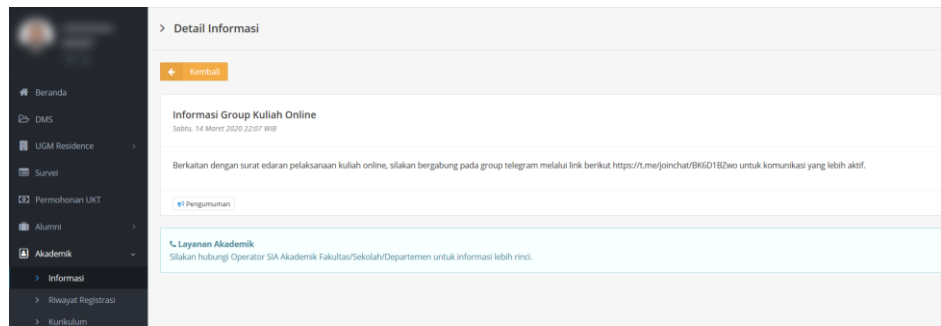 Detail Informasi
Kembali
Beranda
DMS
UGM Residence
Survei
Permohonan UKT
Alumni
Akademik
Informasi
Riwayat Registrasi
Kurikulum
Informasi Group Kuliah Online
Sabtu, 14 Maret 2020 22:07 WIB
Berkaitan dengan surat edaran pelaksanaan kuliah online, silakan bergabung pada group telegram melalui link berikut https://t.me/joinchat/BK6D1BZwo untuk komunikasi yang lebih aktif.
Pengumuman
Layanan Akademik
Silakan hubungi Operator SIA Akademik Fakultas/Sekolah/Departemen untuk informasi lebih rinci.